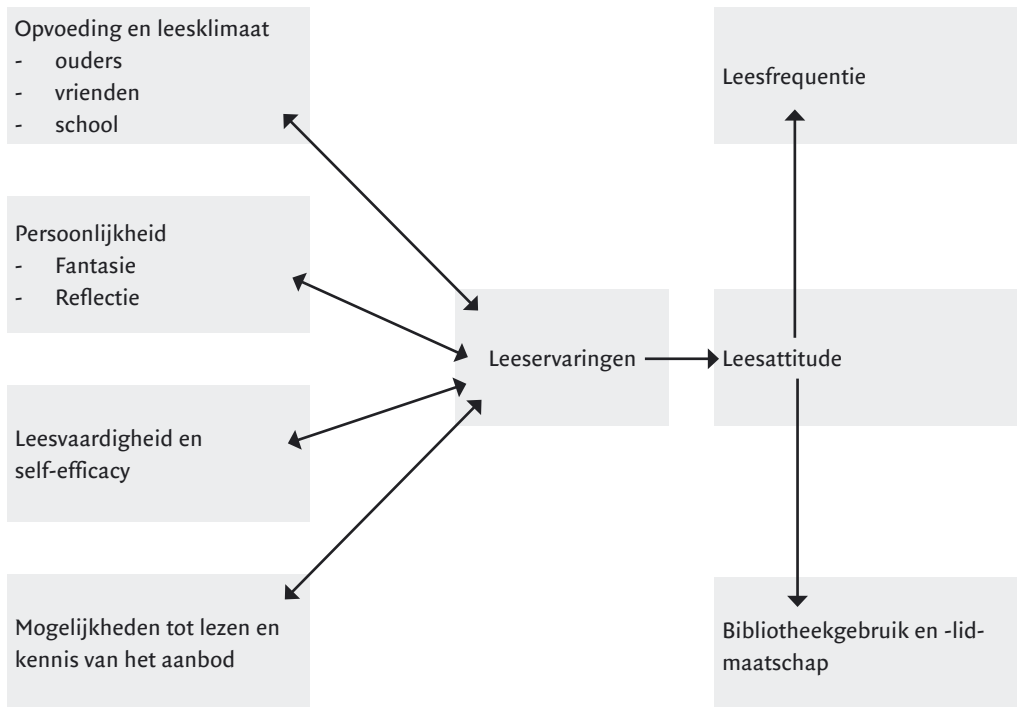 Opvoeding en leesklimaat
- ouders
- vrienden
- school
Persoonlijkheid
- Fantasie
- Reflectie
Leesvaardigheid en
self-efficacy
Mogelijkheden tot lezen en
kennis van het aanbod
Leeservaringen
Leesfrequentie
Leesattitude
Bibliotheekgebruik en -lid-
maatschap